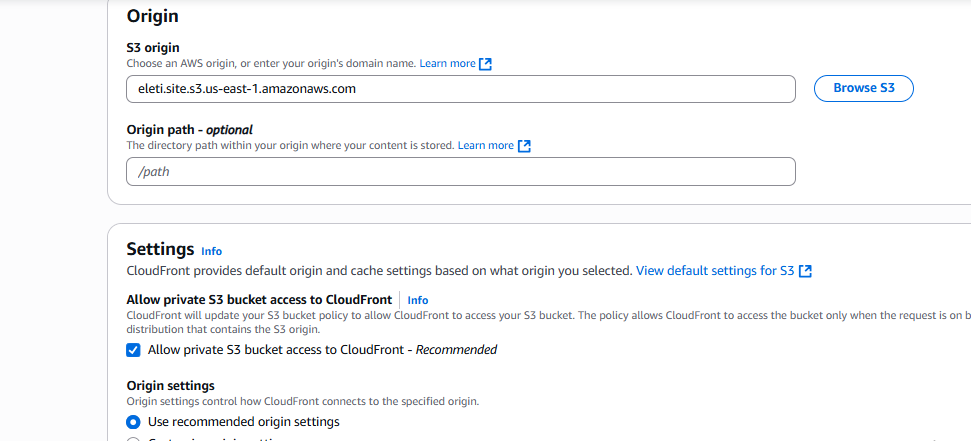 Origin
S3 origin
Choose an AWS origin, or enter your origin's domain name. Learn more
eleti.site.s3.us-east-1.amazonaws.com
Browse S3
Origin path - optional
The directory path within your origin where your content is stored. Learn more
/path
Settings Info
CloudFront provides default origin and cache settings based on what origin you selected. View default settings for S3
Allow private S3 bucket access to CloudFront Info
CloudFront will update your S3 bucket policy to allow CloudFront to access your S3 bucket. The policy allows CloudFront to access the bucket only when the request is on b
distribution that contains the S3 origin.
Allow private S3 bucket access to CloudFront - Recommended
Origin settings
Origin settings control how CloudFront connects to the specified origin.
Use recommended origin settings